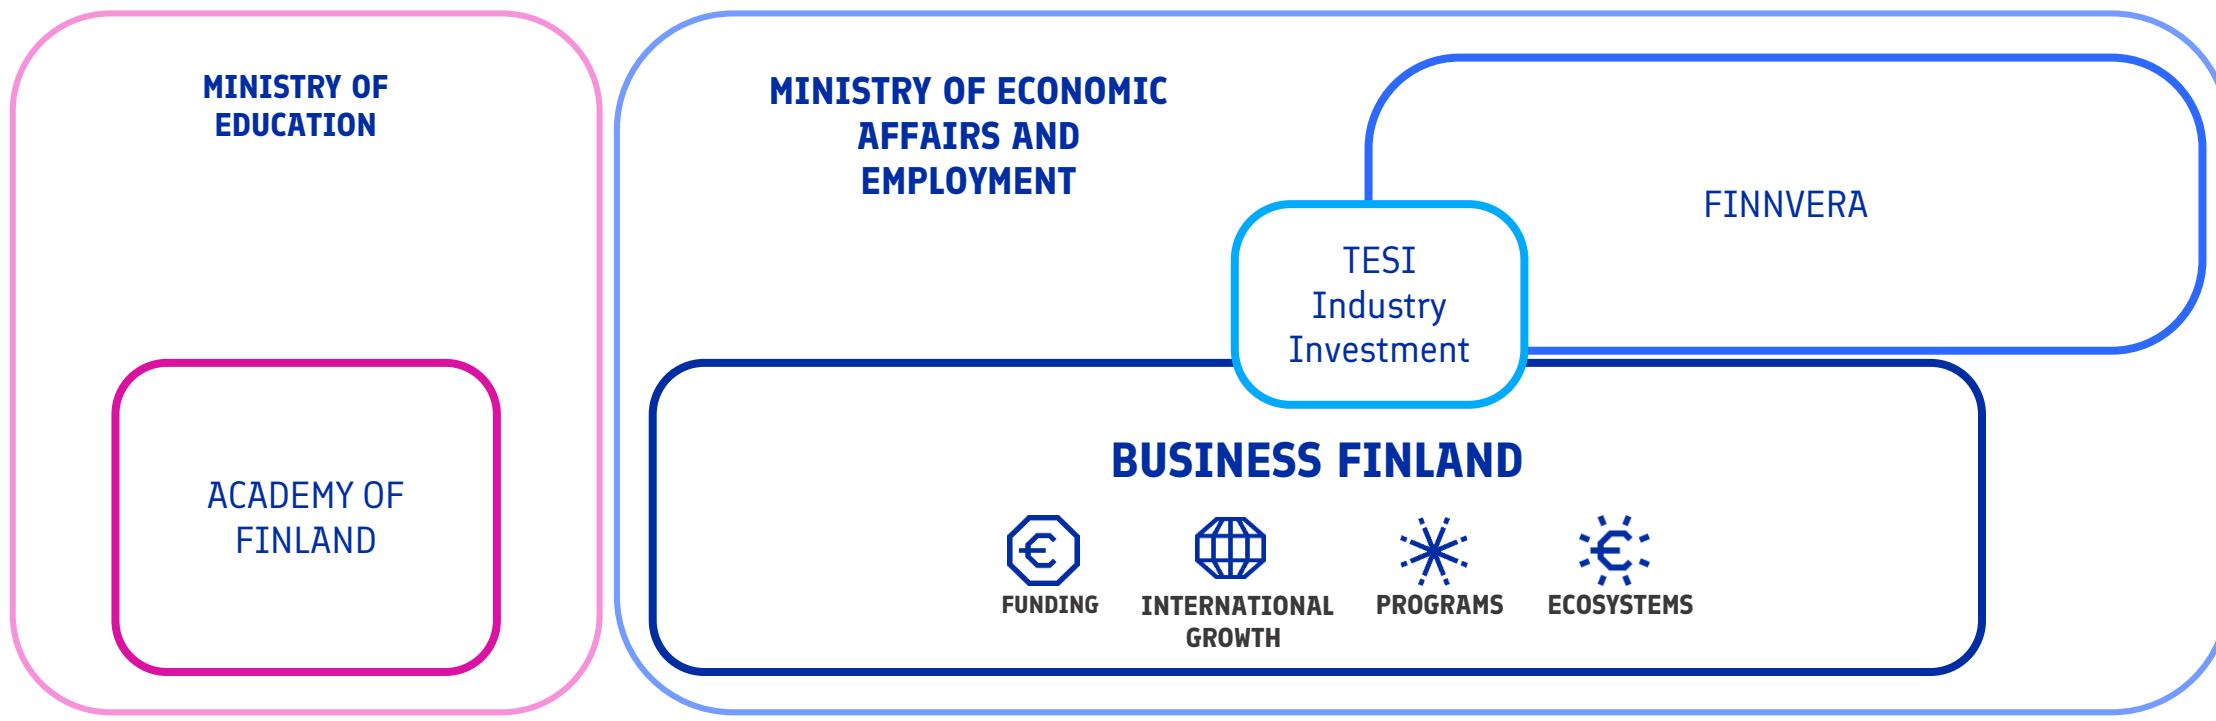 MINISTRY OF
EDUCATION
ACADEMY OF
FINLAND
MINISTRY OF ECONOMIC
AFFAIRS AND
EMPLOYMENT
FINNVERA
TESI
Industry
Investment
BUSINESS FINLAND
FUNDING
INTERNATIONAL
GROWTH
PROGRAMS
ECOSYSTEMS